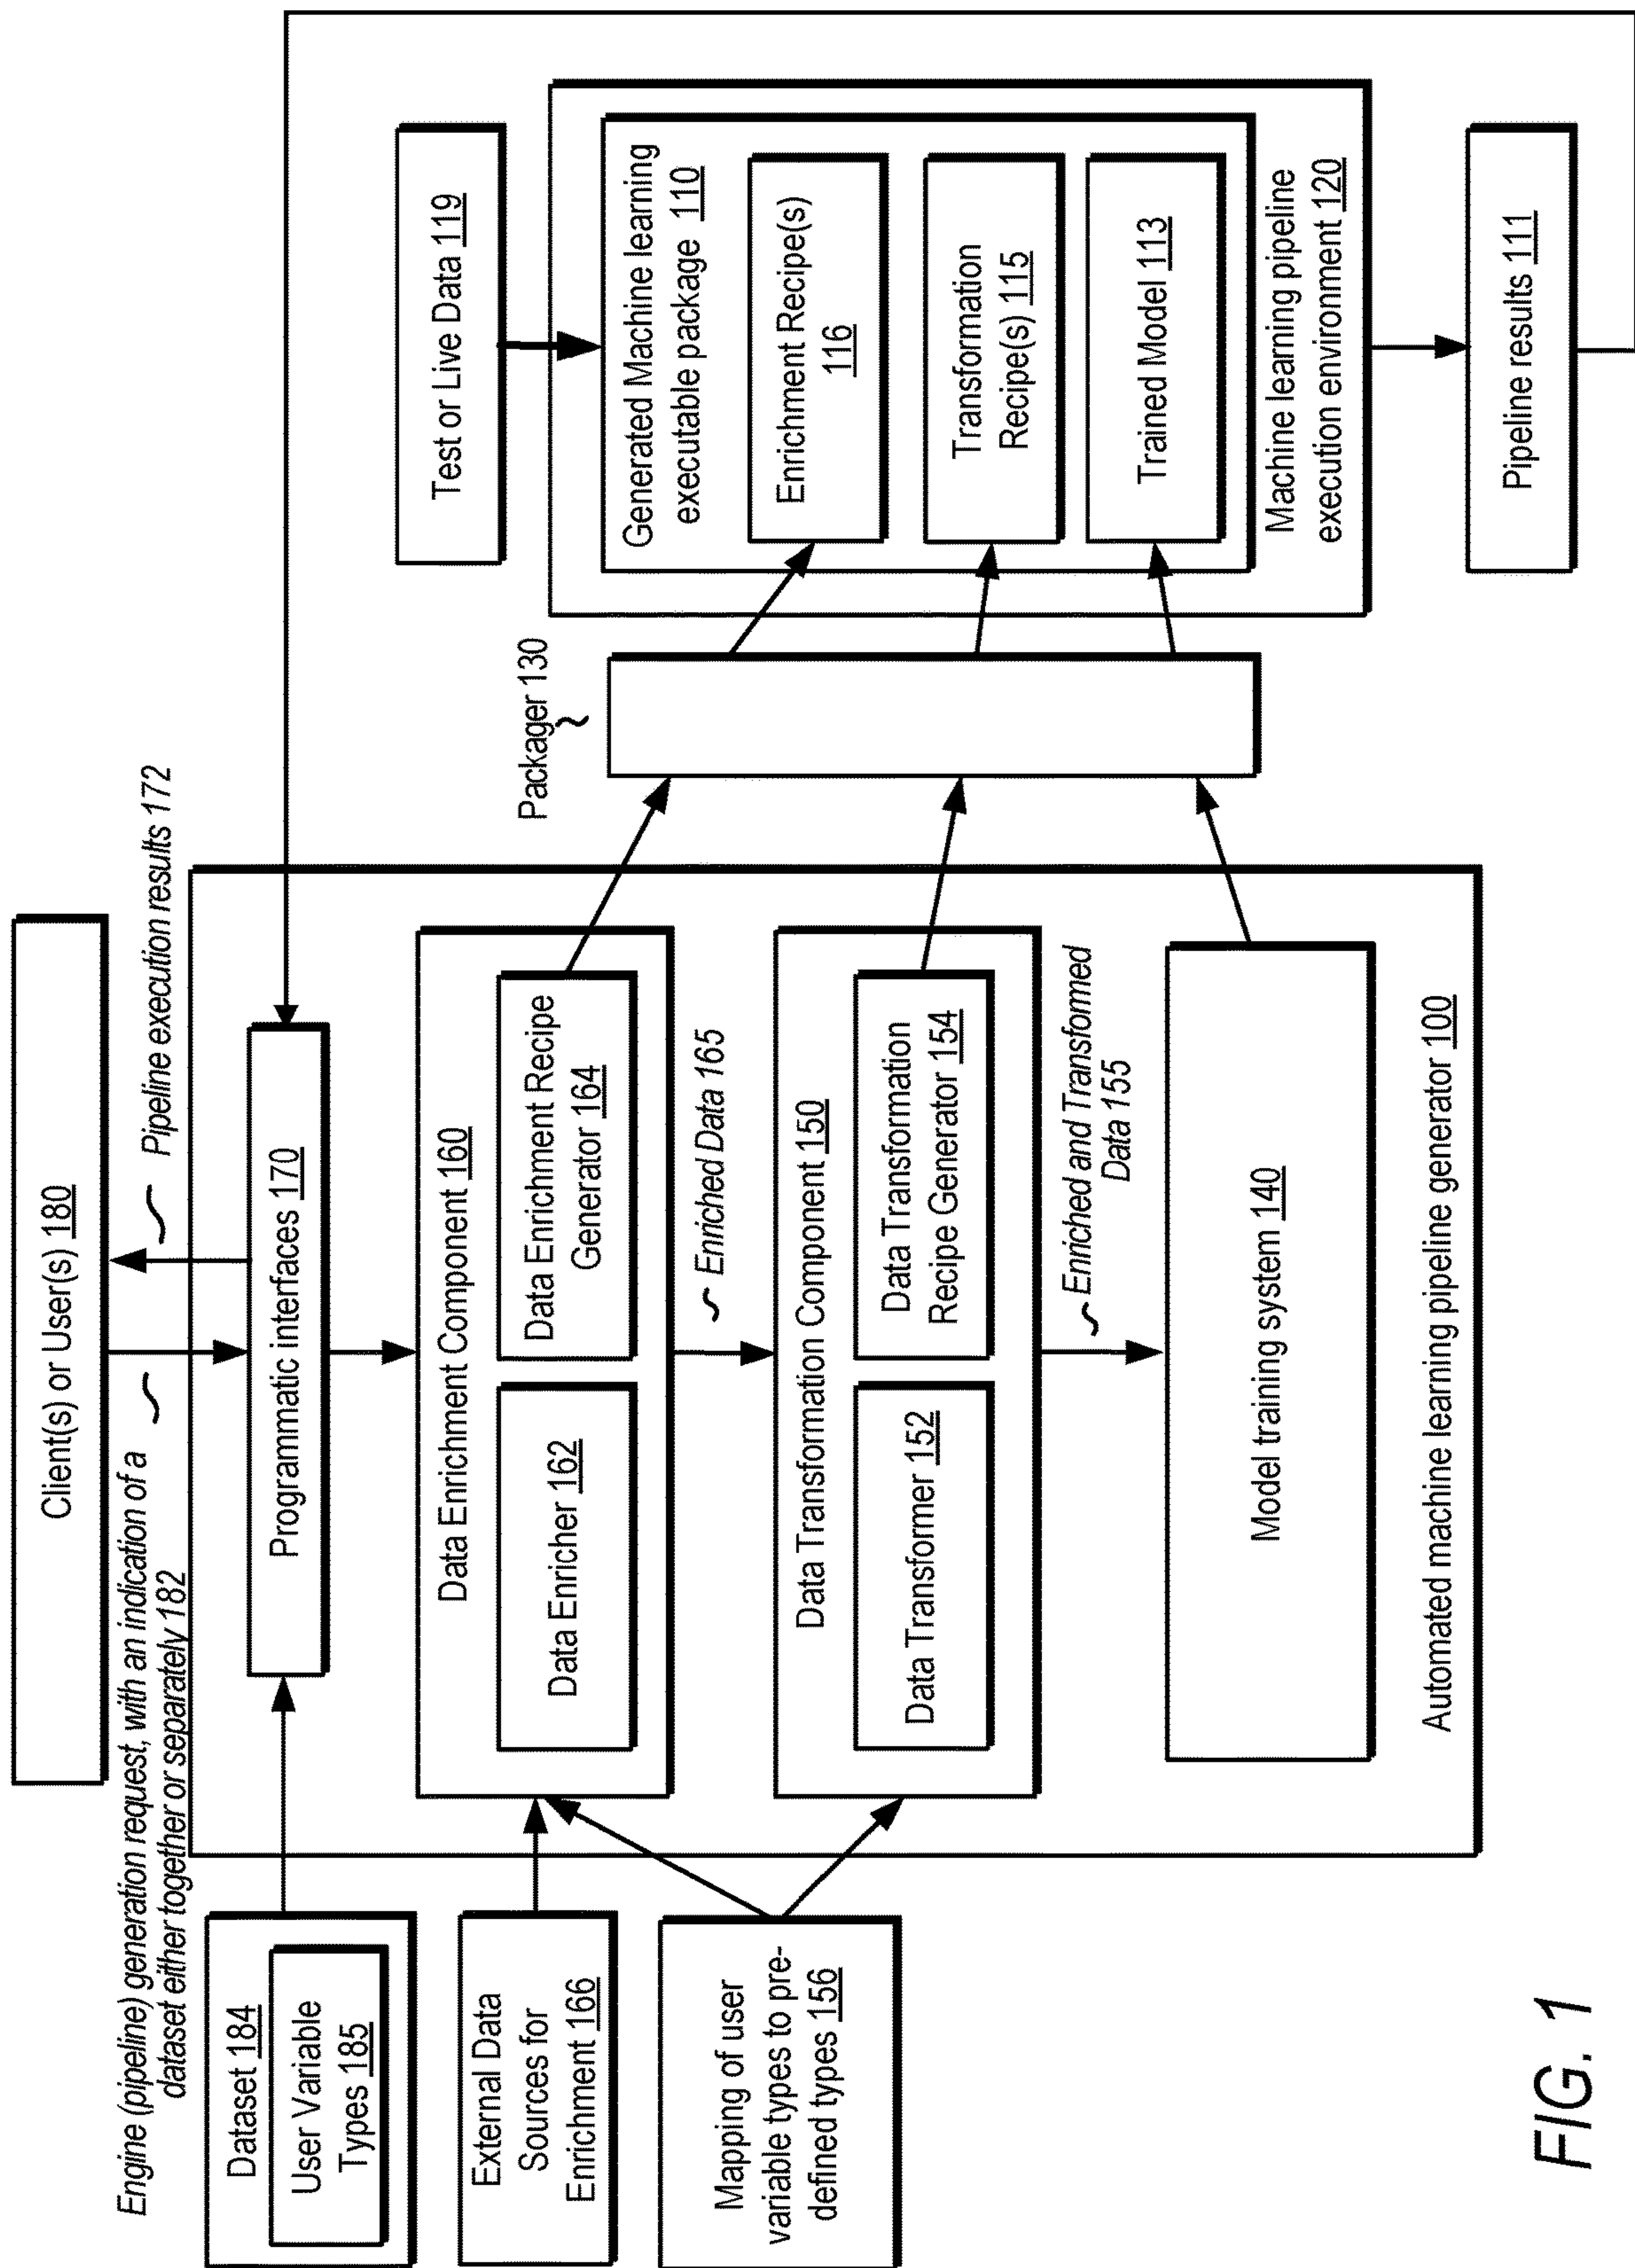 Client(s) or User(s) 180
Engine (pipeline) generation request, with an indication of a
dataset either together or separately 182
Pipeline execution results 172
Dataset 184
User Variable
Types 185
Programmatic interfaces 170
External Data
Sources for
Enrichment 166
Mapping of user
variable types to pre-
defined types 156
Data Enrichment Component 160
Data Enricher 162
Data Enrichment Recipe
Generator 164
Enriched Data 165
Data Transformation Component 150
Data Transformer 152
Data Transformation
Recipe Generator 154
Enriched and Transformed
Data 155
Model training system 140
Automated machine learning pipeline generator 100
Packager 130
Test or Live Data 119
Generated Machine learning
executable package 110
Enrichment Recipe(s)
116
Transformation
Recipe(s) 115
Trained Model 113
Machine learning pipeline
execution environment 120
Pipeline results 111
FIG. 1